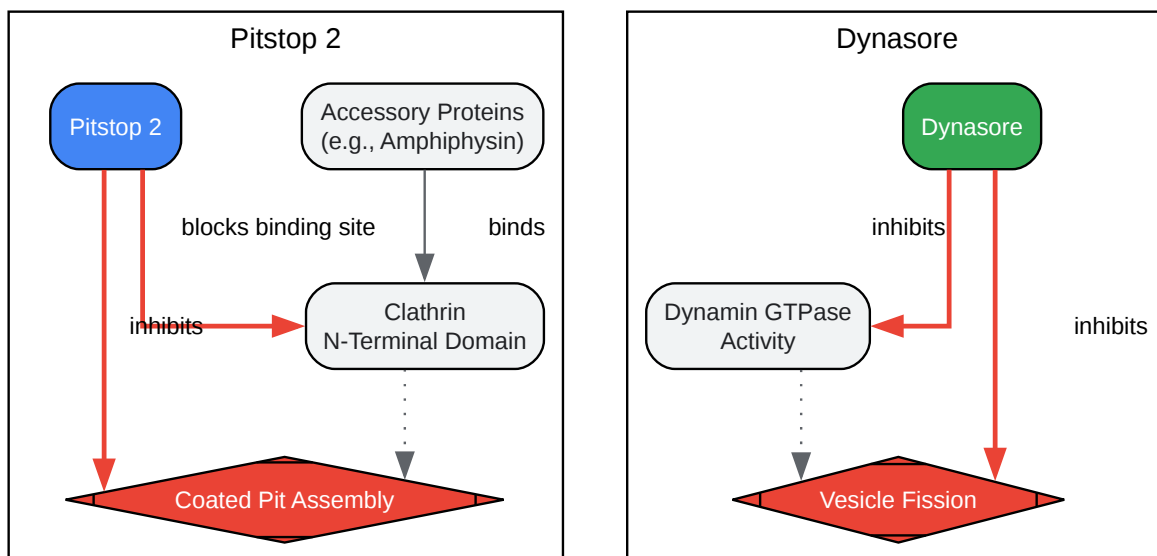 Pitstop 2
Pitstop 2
Accessory Proteins
(e.g., Amphiphysin)
blocks binding site
binds
inhibits
Clathrin
N-Terminal Domain
Coated Pit Assembly
Dynasore
Dynasore
inhibits
Dynamin GTPase
Activity
inhibits
Vesicle Fission